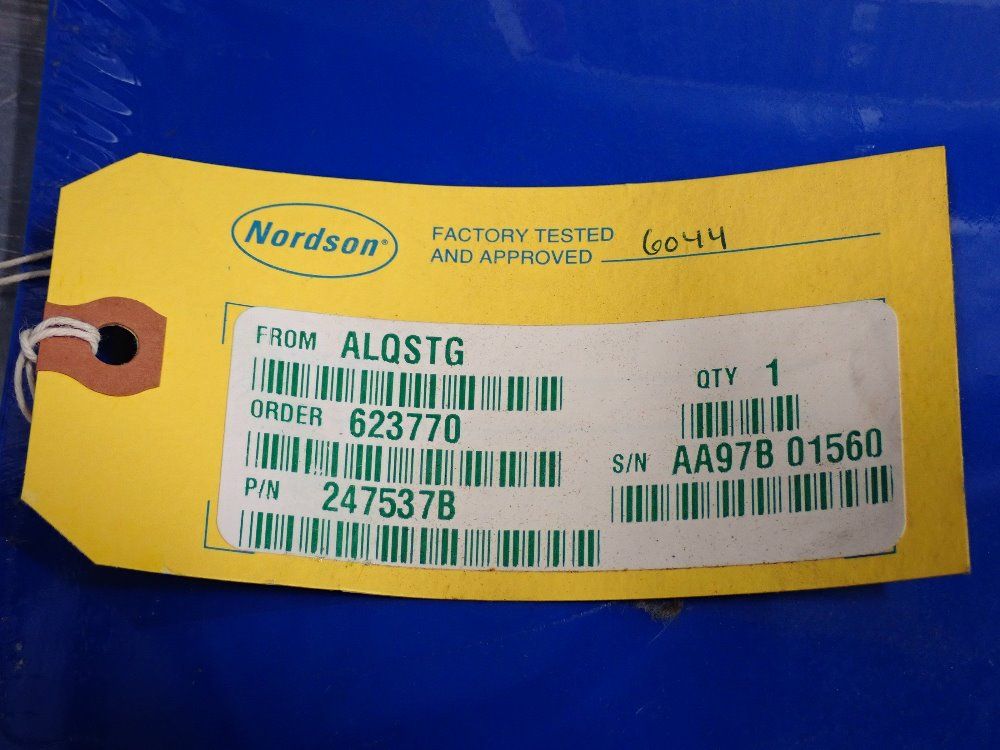 Nordson®
FACTORY TESTED
AND APPROVED 6044
FROM ALQSTG
QTY 1
ORDER 623770
S/N AA97B 01560
P/N 247537B